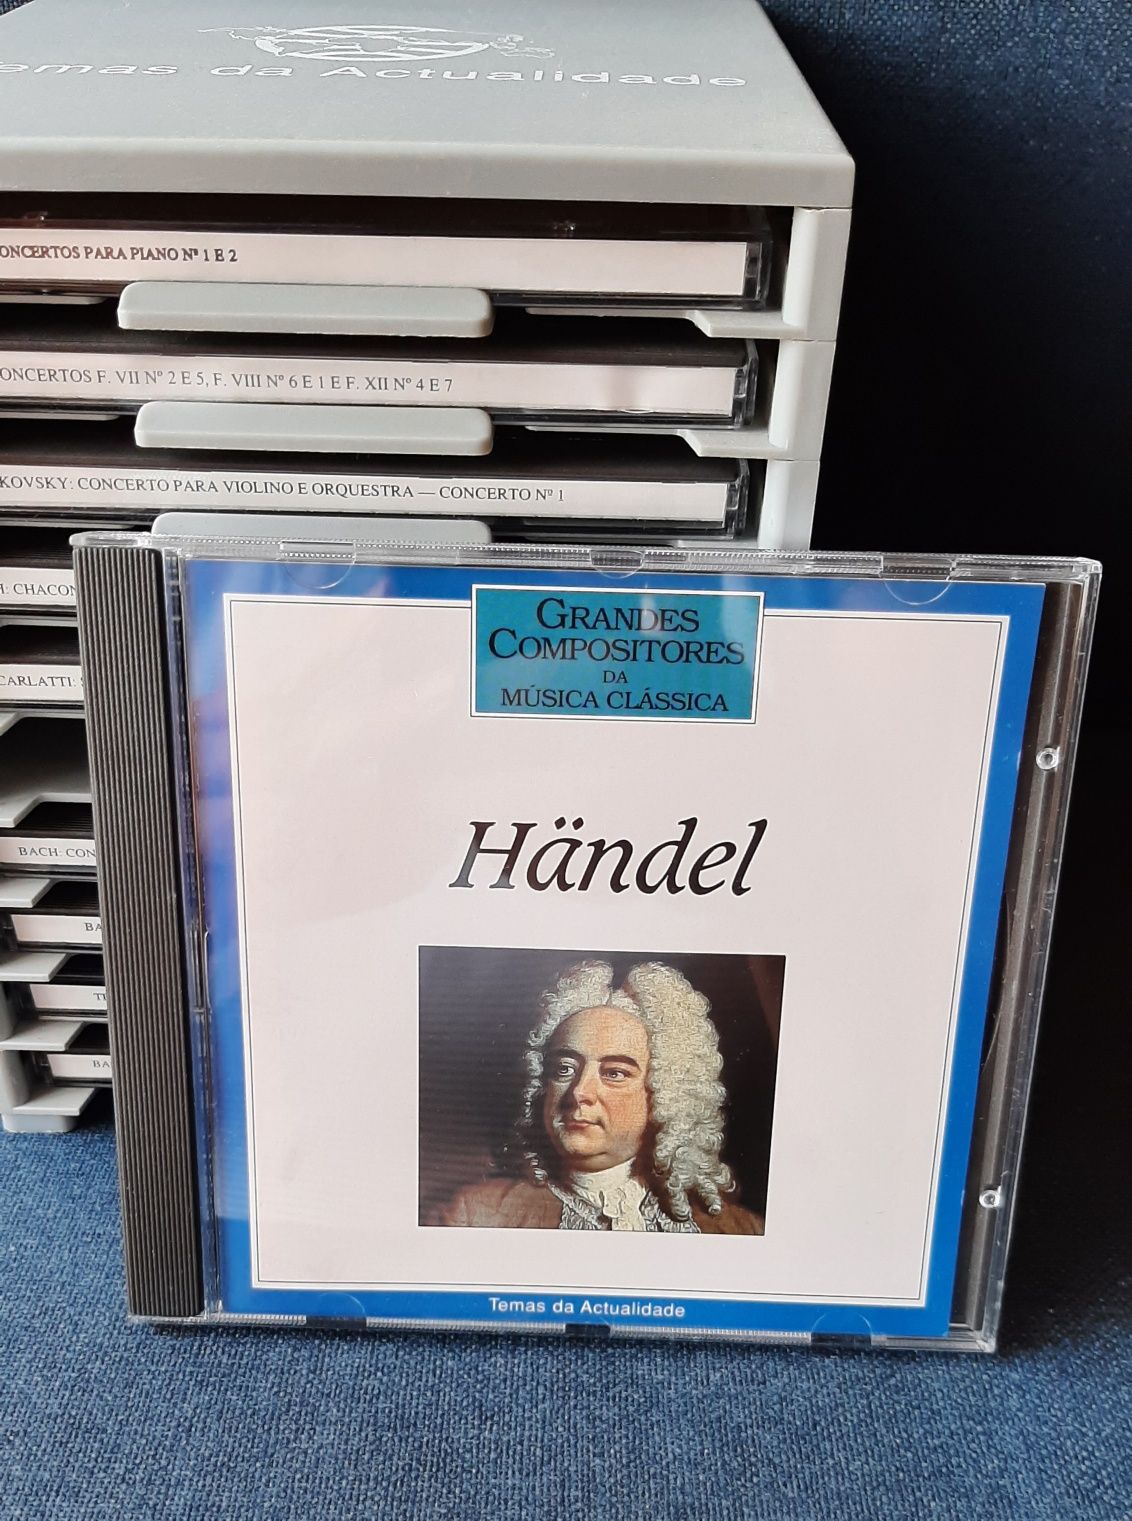 da Actualidade
CONCERTOS PARA PIANO Nº 1 E 2
CONCERTOS F. VII Nº 2 E 5, F. VIII Nº 6 E 1 E F. XII Nº 4 E 7
KOVSKY: CONCERTO PARA VIOLINO E ORQUESTRA — CONCERTO Nº 1
CHACON
CARLATTI:
BACH: CON
BA
BA
GRANDES
COMPOSITORES
DA
MÚSICA CLÁSSICA
Händel
Temas da Actualidade